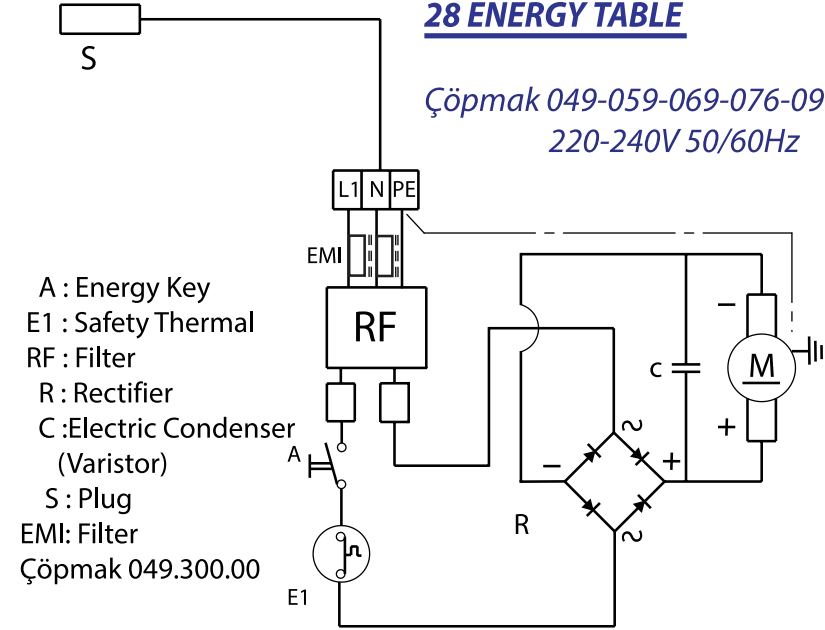 28 ENERGY TABLE
Çöpmak 049-059-069-076-09
220-240V 50/60Hz
S
L1 N PE
EMI
RF
A : Energy Key
E1 : Safety Thermal
RF : Filter
R : Rectifier
C :Electric Condenser
(Varistor)
S : Plug
EMI: Filter
Çöpmak 049.300.00
A
E1
R
c
M
−
+
−
+
~
~